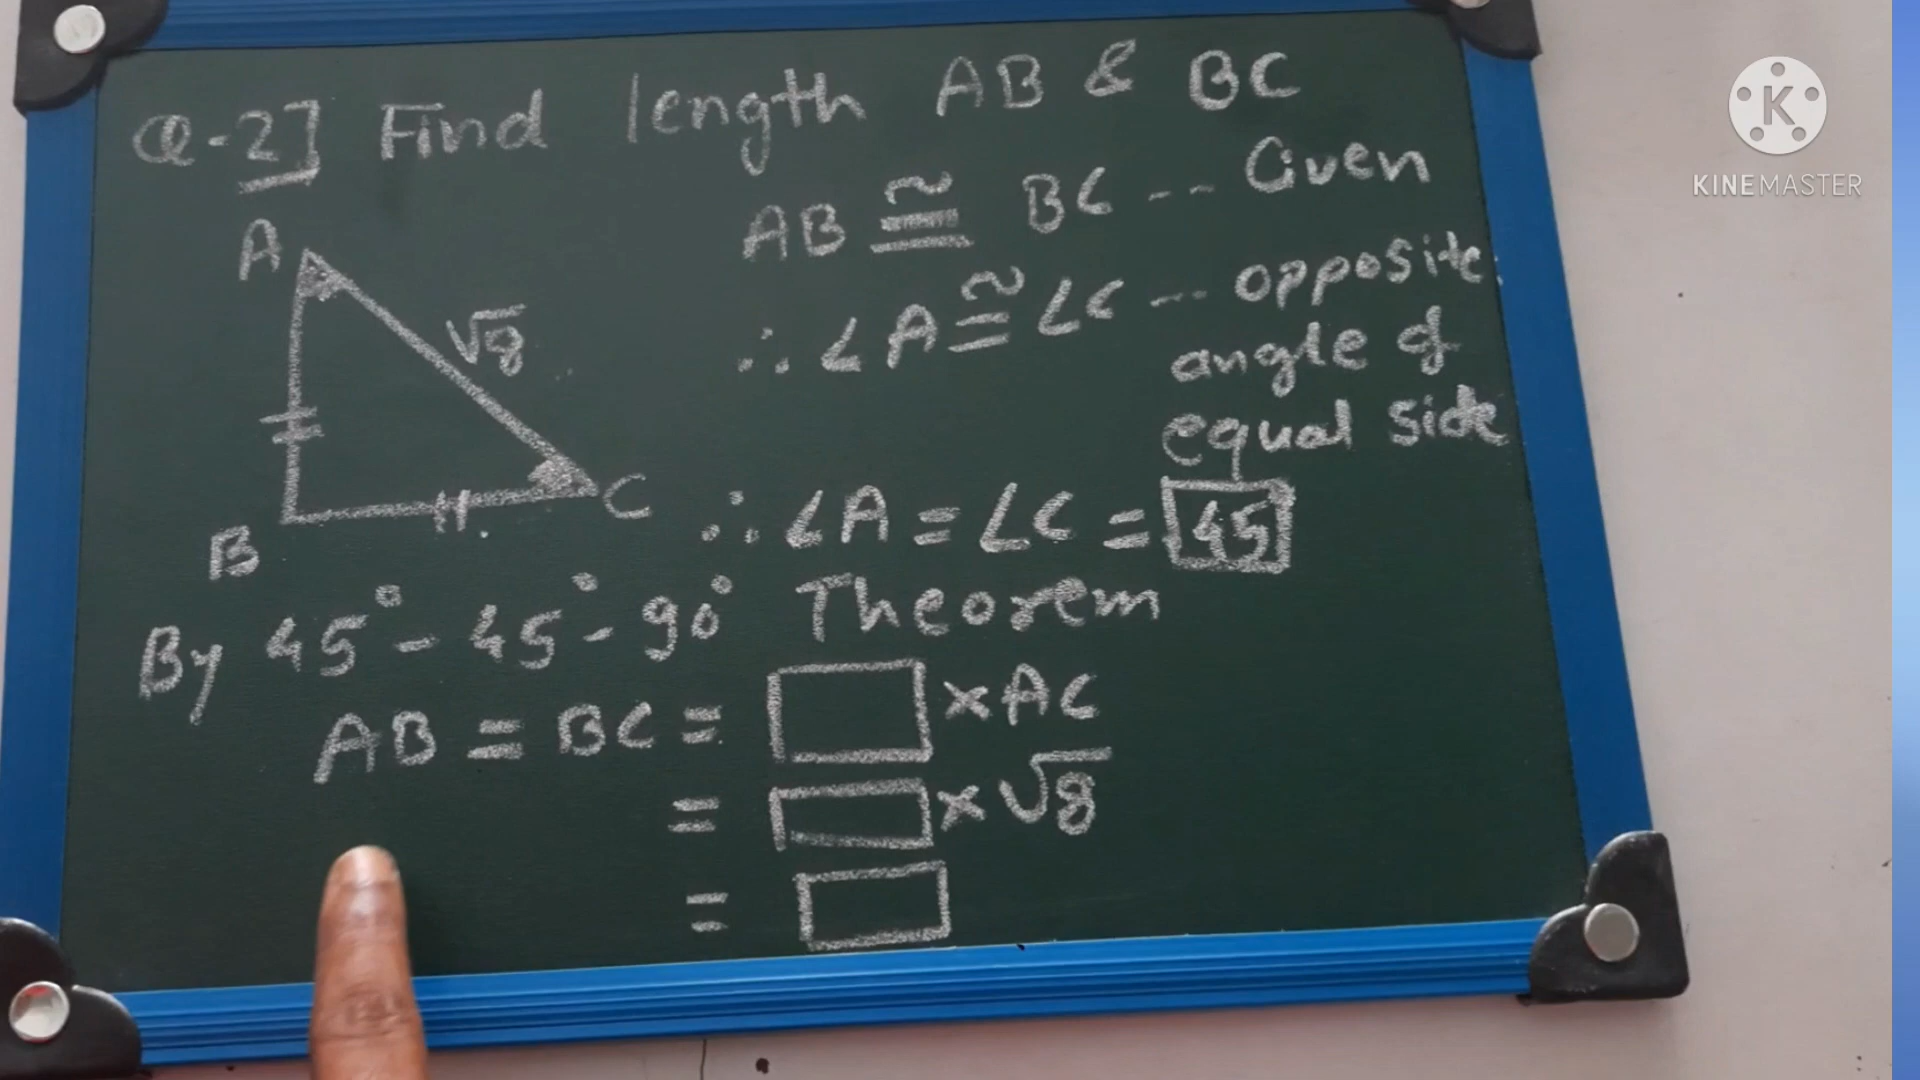 Q-2] Find length AB & BC
AB ≅ BC -- Given
A
√8
B
C
∴ ∠A ≅ ∠C -- opposite
angle of
equal side
∴ ∠A = ∠C = 45
By 45° - 45° - 90° Theorem
AB = BC = □ × AC
= □ × √8
= □
K
KINEMASTER